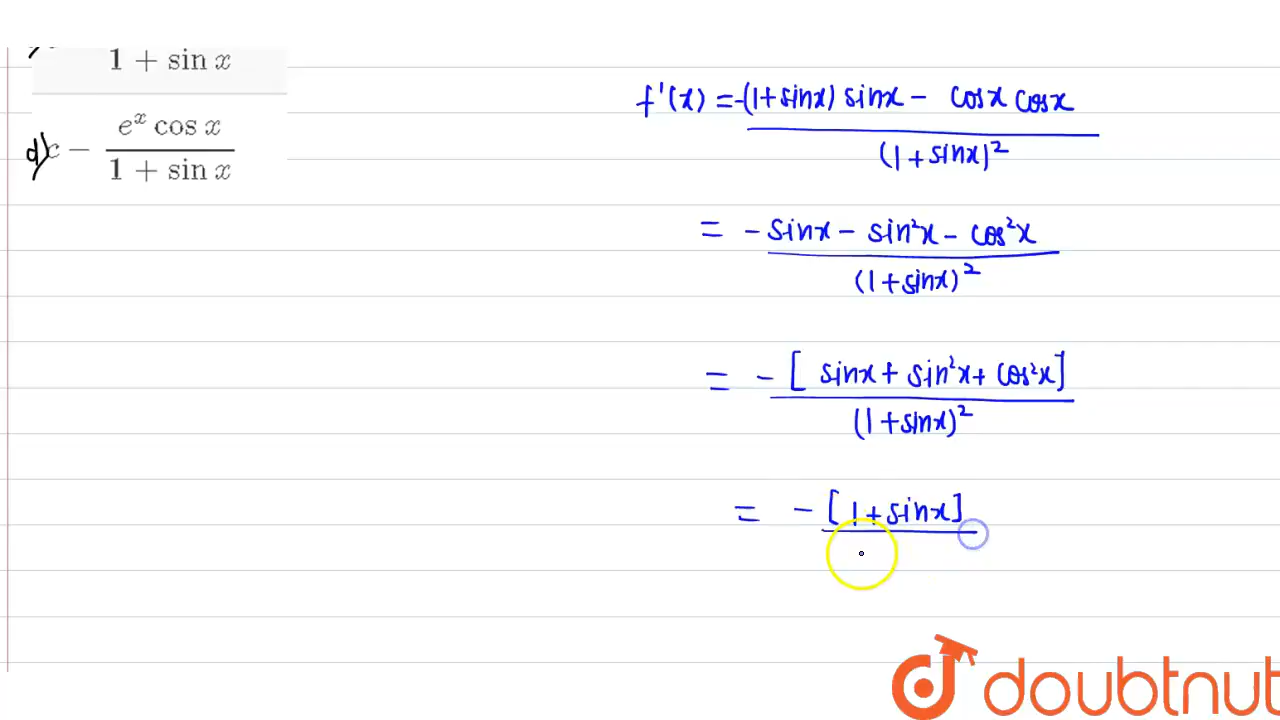 1 + sin x
d) c - e^x cos x / 1 + sin x
f'(x) = -(1+sinx) sinx - cosx cosx
(1+sinx)²
= - sinx - sin²x - cos²x
(1+sinx)²
= - [ sinx + sin²x + cos²x]
(1+sinx)²
= - [1+sinx]
doubtnut